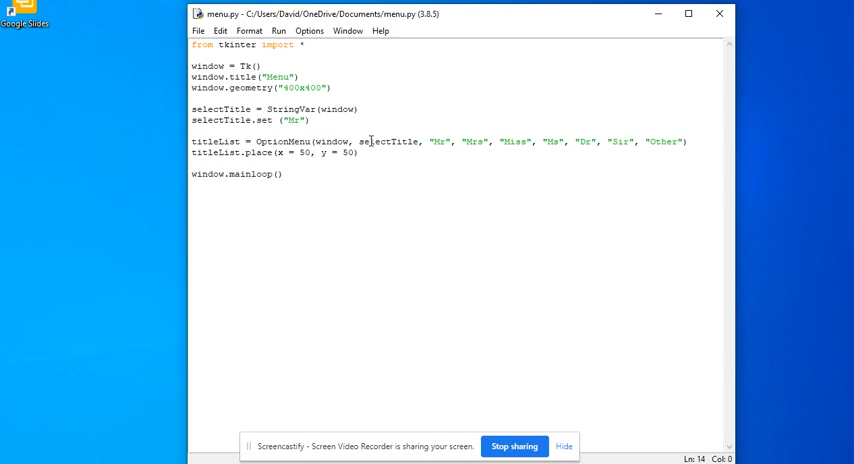 Google Slides
menu.py - C:/Users/David/OneDrive/Documents/menu.py (3.8.5)
File Edit Format Run Options Window Help
from tkinter import *
window = Tk()
window.title("Menu")
window.geometry("400x400")
selectTitle = StringVar(window)
selectTitle.set ("Mr")
titleList = OptionMenu(window, selectTitle, "Mr", "Mrs", "Miss", "Ms", "Dr", "Sir", "Other")
titleList.place(x = 50, y = 50)
window.mainloop()
Screencastify - Screen Video Recorder is sharing your screen. Stop sharing Hide
Ln: 14 Col: 0